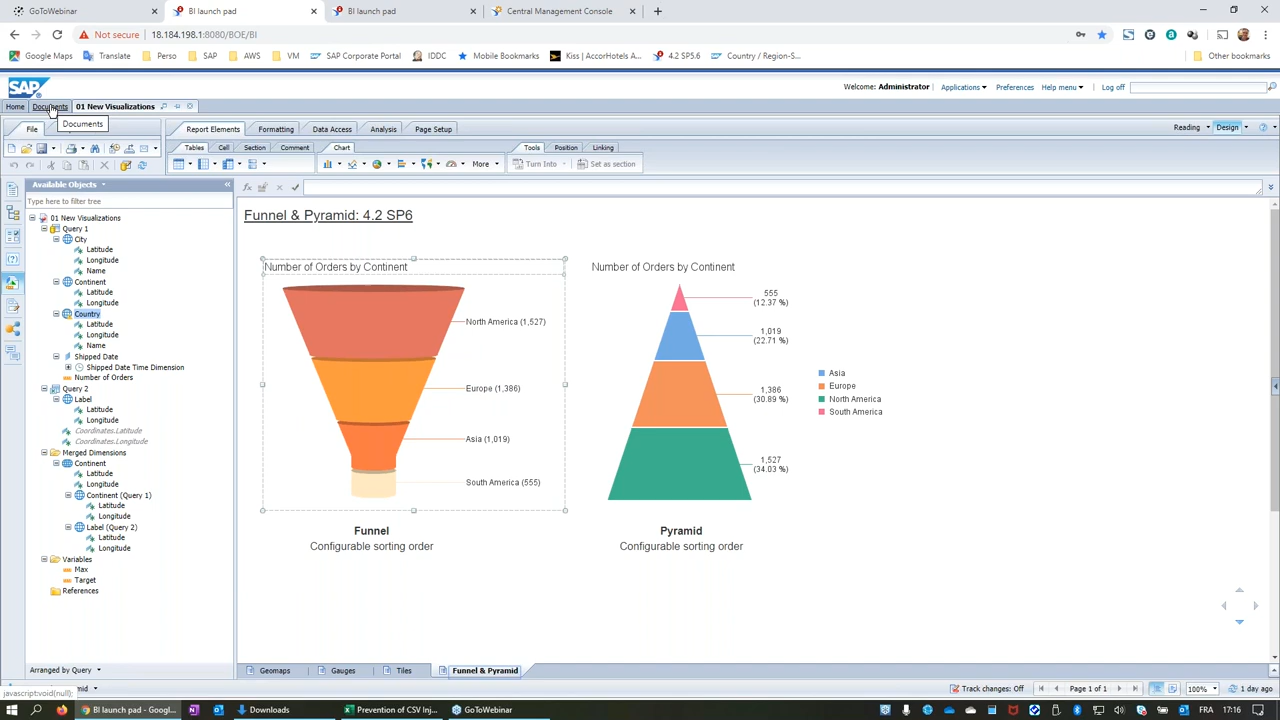 GoToWebinar
BI launch pad
BI launch pad
Central Management Console
Not secure
18.184.198.1:8080/BOE/BI
Google Maps
Translate
Perso
SAP
AWS
VM
SAP Corporate Portal
IDDC
Mobile Bookmarks
Kiss | AccorHotels A...
4.2 SP5.6
Country / Region-S...
Other bookmarks
SAP
Welcome: Administrator
Applications
Preferences
Help menu
Log off
Home
Documents
01 New Visualizations
Documents
File
Report Elements
Formatting
Data Access
Analysis
Page Setup
Reading
Design
Tables
Cell
Section
Comment
Chart
Tools
Position
Linking
More
Turn Into
Set as section
Available Objects
Type here to filter tree
01 New Visualizations
Query 1
City
Latitude
Longitude
Name
Continent
Latitude
Longitude
Country
Latitude
Longitude
Name
Shipped Date
Shipped Date Time Dimension
Number of Orders
Query 2
Label
Latitude
Longitude
Coordinates.Latitude
Coordinates.Longitude
Merged Dimensions
Continent
Latitude
Longitude
Continent (Query 1)
Latitude
Longitude
Label (Query 2)
Latitude
Longitude
Variables
Max
Target
References
Arranged by Query
Funnel & Pyramid: 4.2 SP6
Number of Orders by Continent
North America (1,527)
Europe (1,386)
Asia (1,019)
South America (555)
Funnel
Configurable sorting order
Number of Orders by Continent
555
(12.37 %)
1,019
(22.71 %)
1,386
(30.89 %)
1,527
(34.03 %)
Asia
Europe
North America
South America
Pyramid
Configurable sorting order
Geomaps
Gauges
Tiles
Funnel & Pyramid
javascript:void(null);
Track changes: Off
Page 1 of 1
100%
1 day ago
BI launch pad - Googl...
Downloads
Prevention of CSV Inj...
GoToWebinar
FRA
17:16